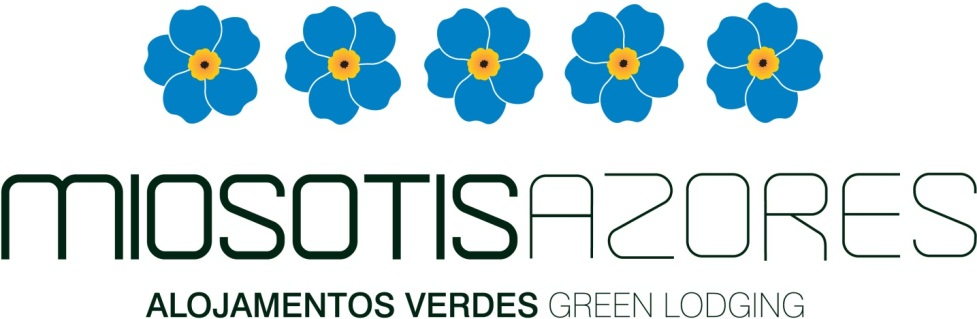 MIOSOTISAZORES
ALOJAMENTOS VERDES GREEN LODGING